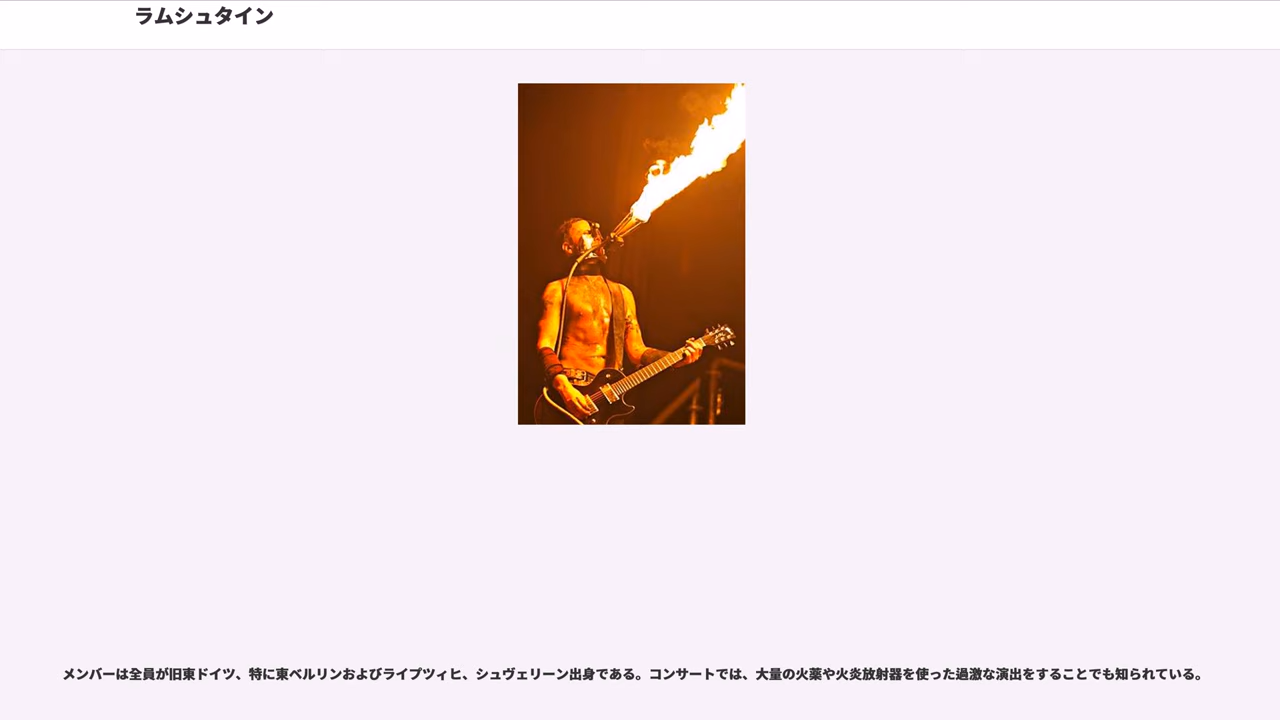 ラムシュタイン
メンバーは全員が旧東ドイツ、特に東ベルリンおよびライプツィヒ、シュヴェリーン出身である。コンサートでは、大量の火薬や火炎放射器を使った過激な演出をすることでも知られている。